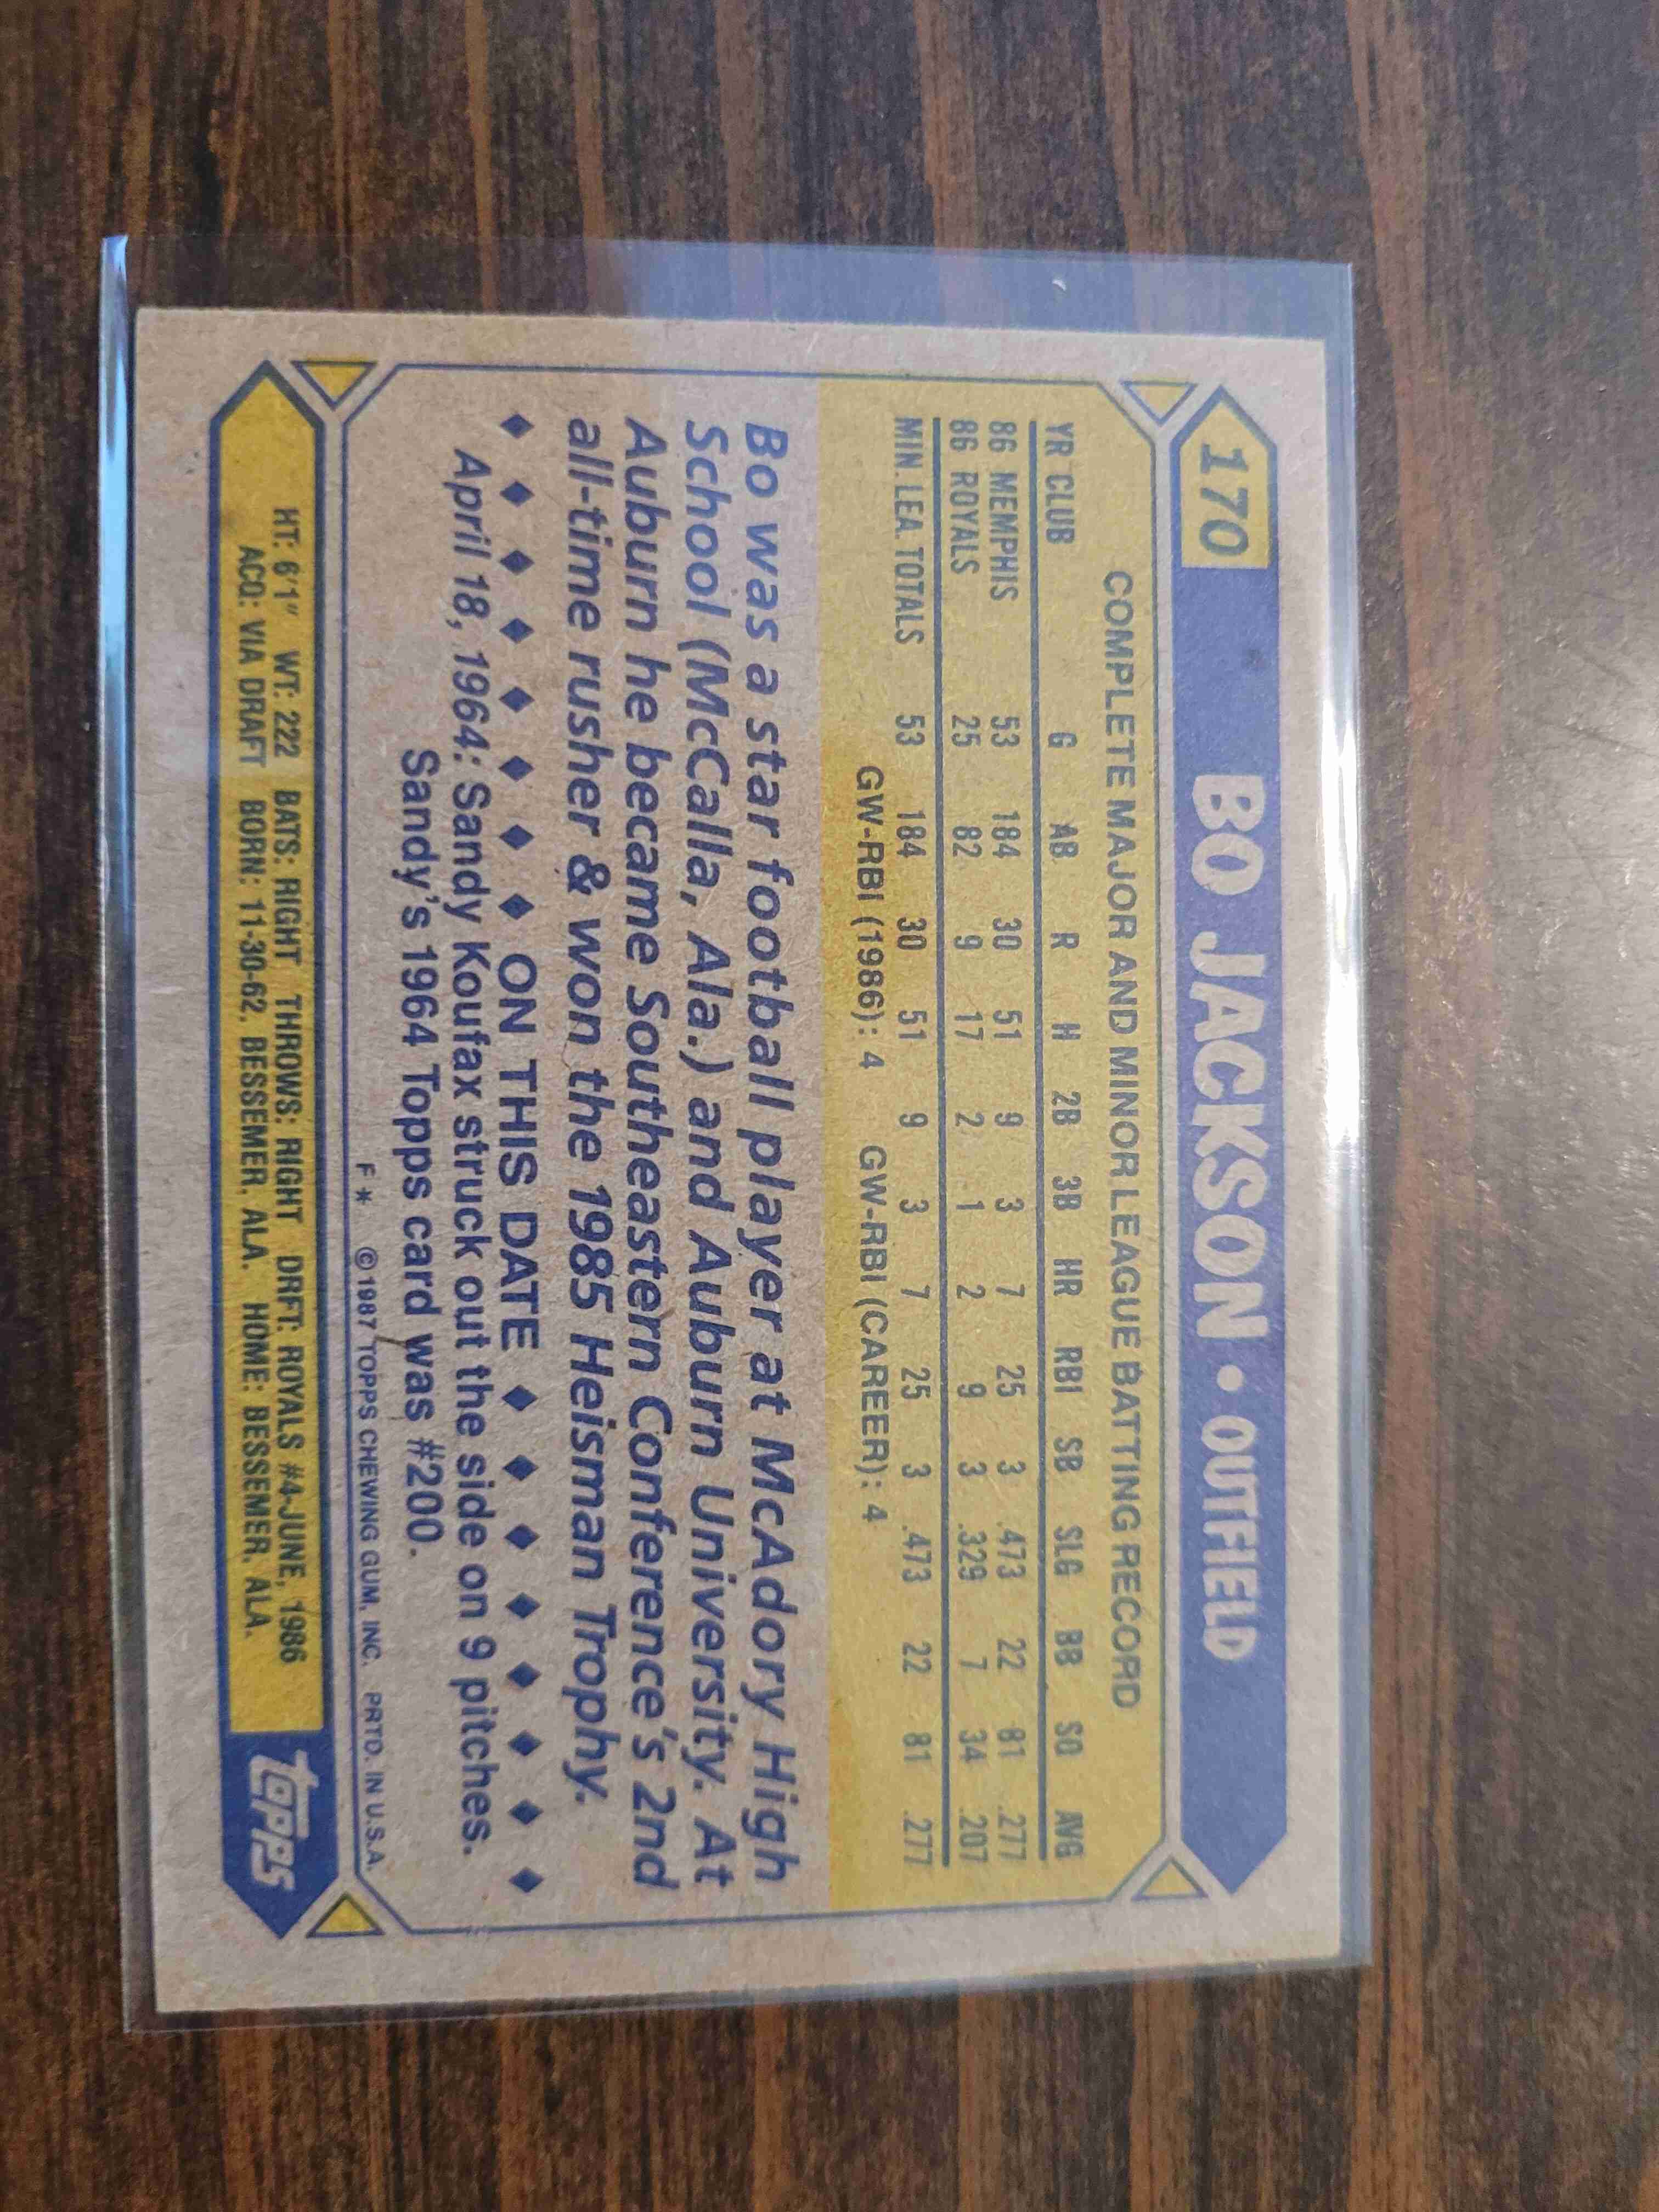 170 BO JACKSON • OUTFIELD
COMPLETE MAJOR AND MINOR LEAGUE BATTING RECORD
YR CLUB G AB R H 2B 3B HR RBI SB SLG BB SO AVG
86 MEMPHIS 53 184 30 51 9 3 7 25 3 .473 22 81 .277
86 ROYALS 25 82 9 17 2 1 2 9 3 .329 7 34 .207
MIN. LEA. TOTALS 53 184 30 51 9 3 7 25 3 .473 22 81 .277
GW-RBI (1986): 4 GW-RBI (CAREER): 4
Bo was a star football player at McAdory High
School (McCalla, Ala.) and Auburn University. At
Auburn he became Southeastern Conference's 2nd
all-time rusher & won the 1985 Heisman Trophy.
◆ ◆ ◆ ◆ ◆ ◆ ◆ ◆ ON THIS DATE ◆ ◆ ◆ ◆ ◆ ◆ ◆ ◆
April 18, 1964: Sandy Koufax struck out the side on 9 pitches.
Sandy's 1964 Topps card was #200.
F* © 1987 TOPPS CHEWING GUM, INC. PRTD. IN U.S.A.
HT: 6'1" WT: 222 BATS: RIGHT THROWS: RIGHT DRFT: ROYALS #4-JUNE, 1986
ACQ: VIA DRAFT BORN: 11-30-62, BESSEMER, ALA. HOME: BESSEMER, ALA.
topps